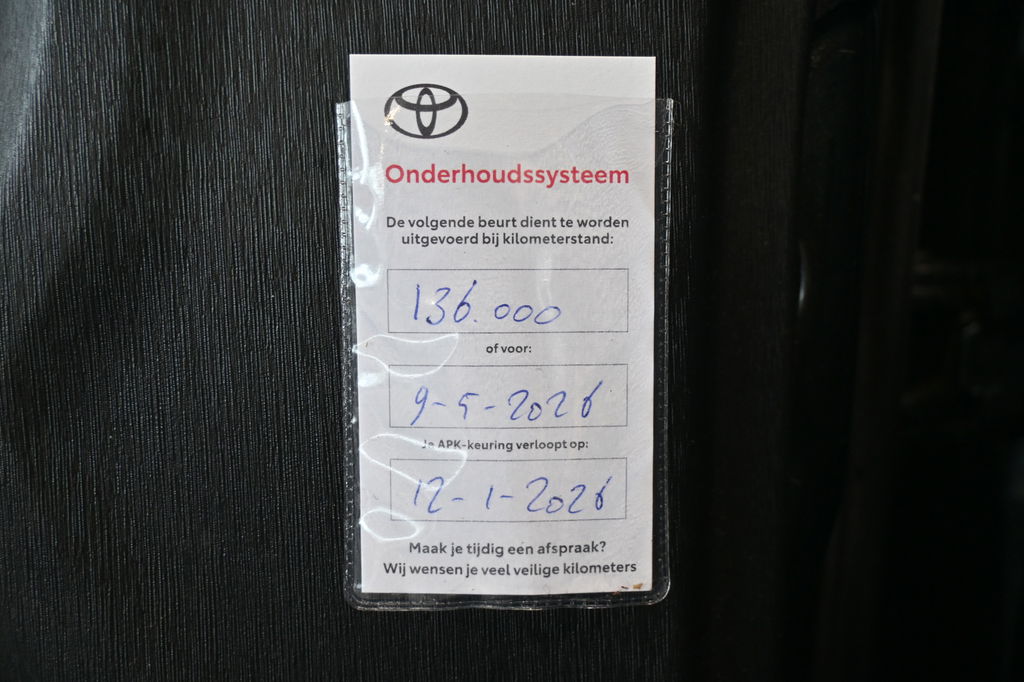 Onderhoudssysteem
De volgende beurt dient te worden
uitgevoerd bij kilometerstand:
136.000
of voor:
9-5-2026
Je APK-keuring verloopt op:
12-1-2026
Maak je tijdig een afspraak?
Wij wensen je veel veilige kilometers